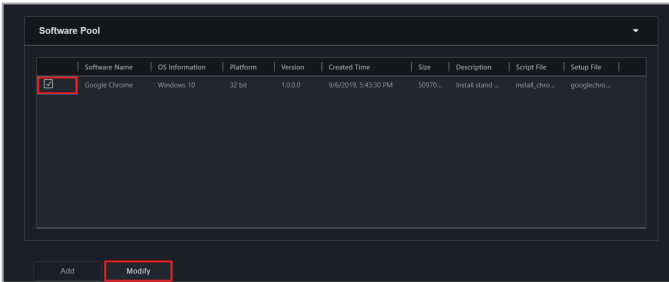 Software Pool
Software Name OS Information Platform Version Created Time Size Description Script File Setup File
Google Chrome Windows 10 32 bit 1.0.0.0 9/6/2019, 5:43:30 PM 50970... Install stand ... install_chro... googlechro...
Add Modify